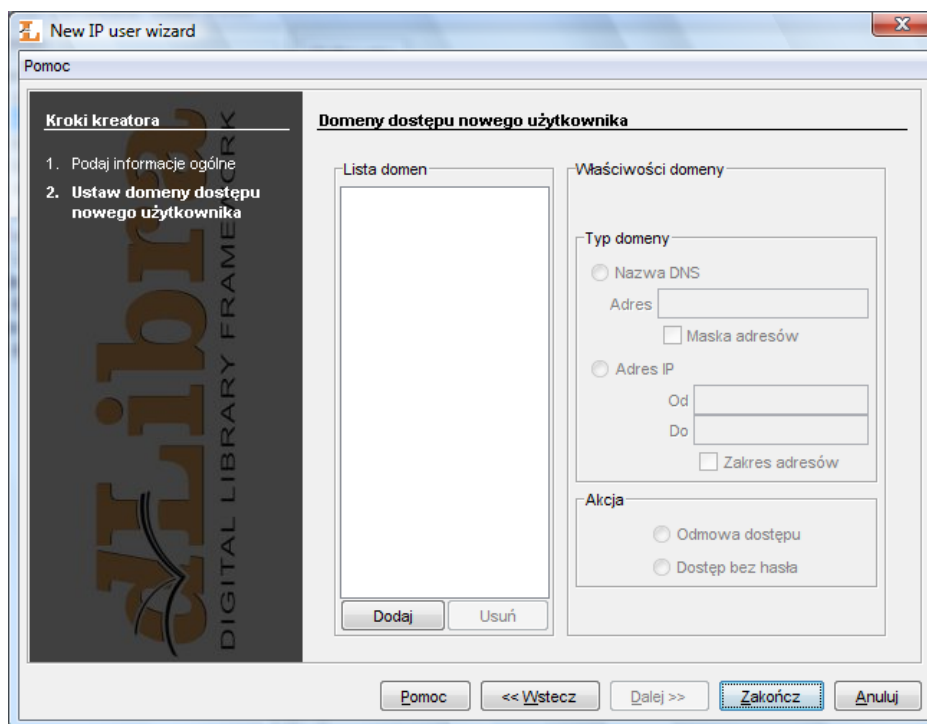 New IP user wizard
Pomoc
Kroki kreatora
1. Podaj informacje ogólne
2. Ustaw domeny dostępu
nowego użytkownika
dLibra
DIGITAL LIBRARY FRAMEWORK
Domeny dostępu nowego użytkownika
Lista domen
Dodaj
Usuń
Właściwości domeny
Typ domeny
Nazwa DNS
Adres
Maska adresów
Adres IP
Od
Do
Zakres adresów
Akcja
Odmowa dostępu
Dostęp bez hasła
Pomoc
<< Wstecz
Dalej >>
Zakończ
Anuluj